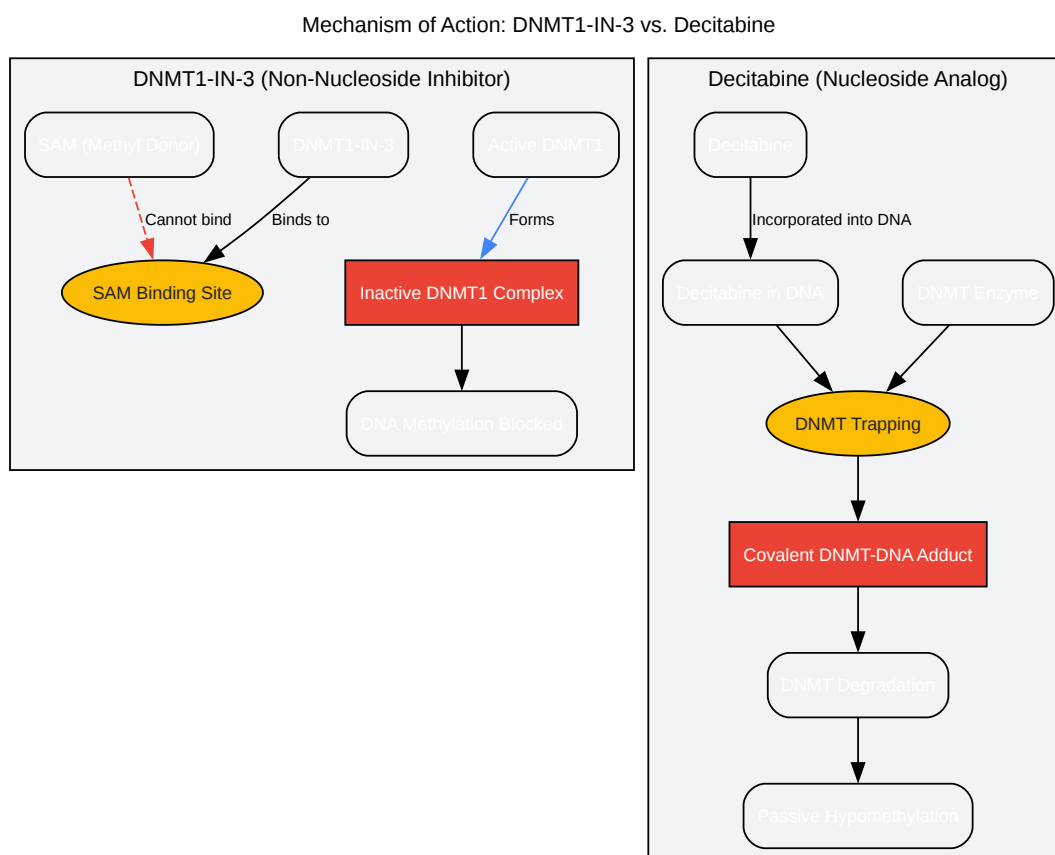 Mechanism of Action: DNMT1-IN-3 vs. Decitabine
DNMT1-IN-3 (Non-Nucleoside Inhibitor)
SAM (Methyl Donor)
DNMT1-IN-3
Active DNMT1
Cannot bind
Binds to
Forms
SAM Binding Site
Inactive DNMT1 Complex
DNA Methylation Blocked
Decitabine (Nucleoside Analog)
Decitabine
Incorporated into DNA
Decitabine in DNA
DNMT Enzyme
DNMT Trapping
Covalent DNMT-DNA Adduct
DNMT Degradation
Passive Hypomethylation